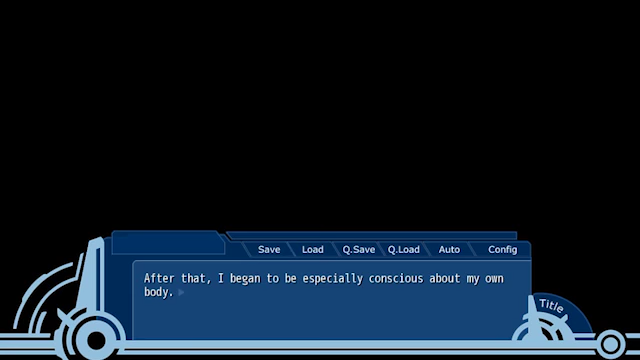 Save Load Q.Save Q.Load Auto Config
After that, I began to be especially conscious about my own
body.
Title